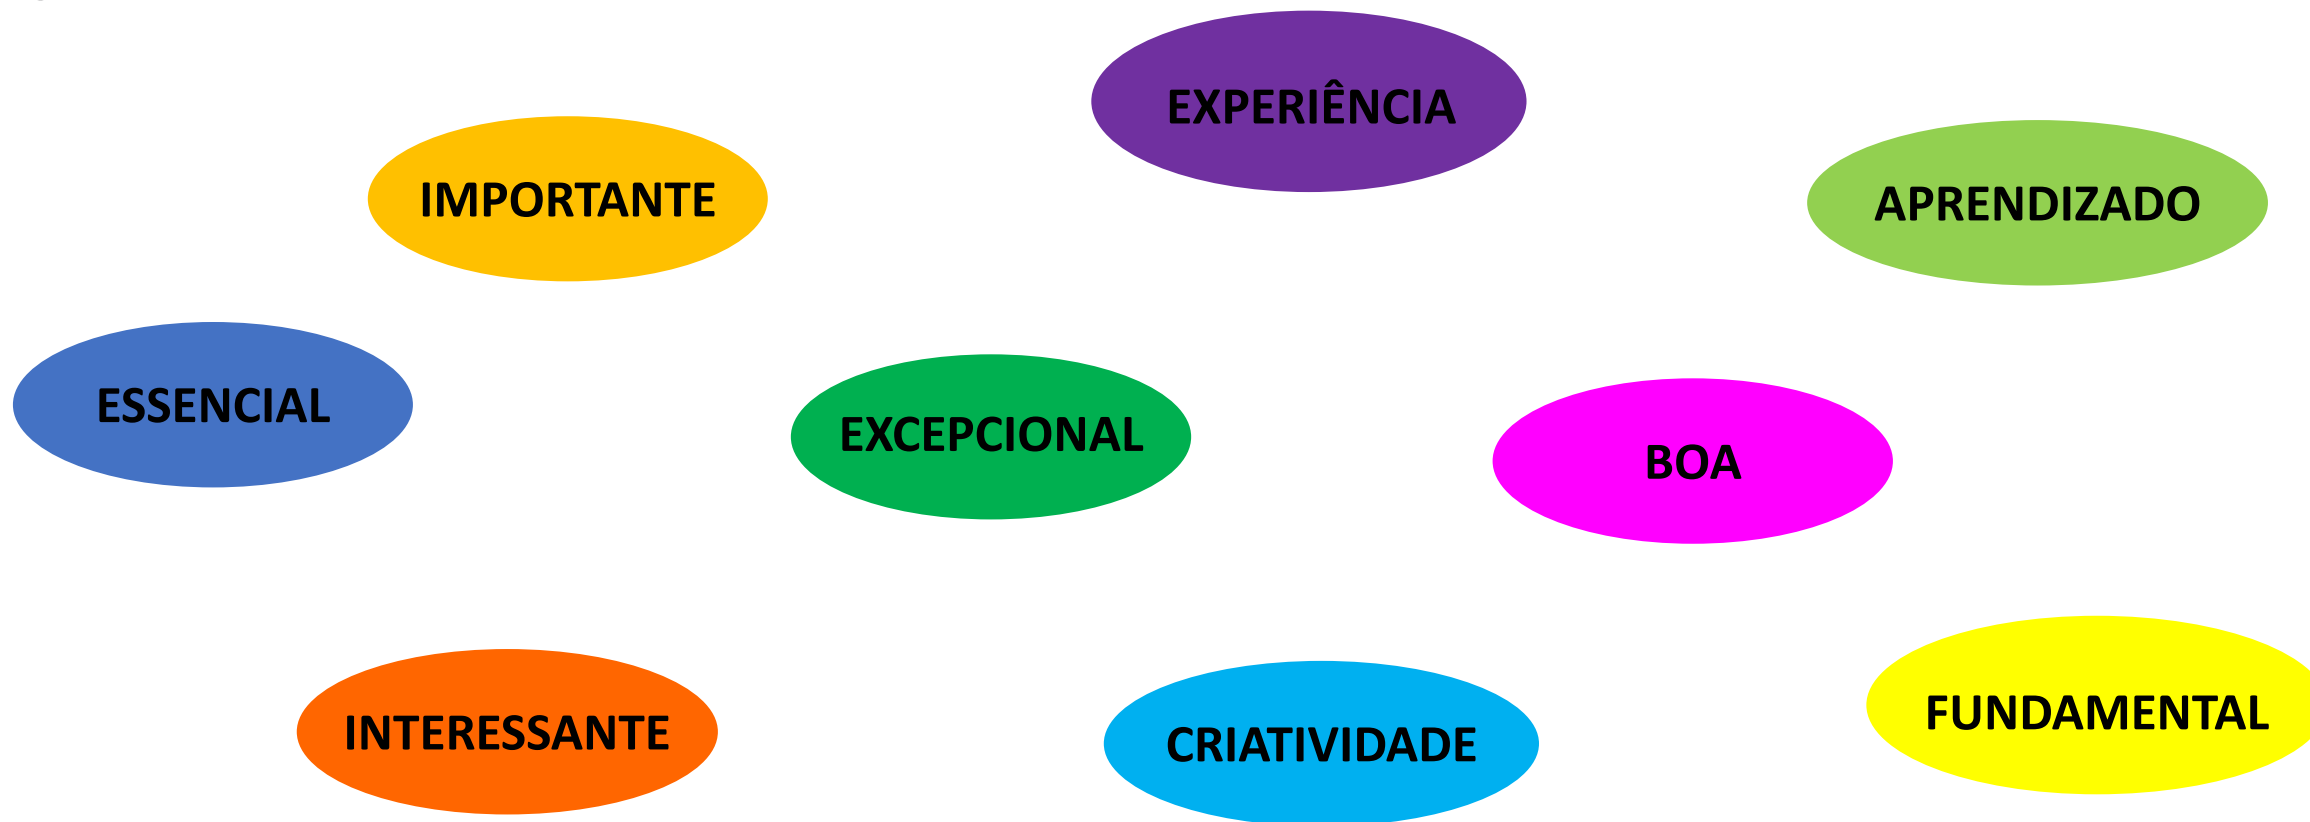 EXPERIÊNCIA
IMPORTANTE
APRENDIZADO
ESSENCIAL
EXCEPCIONAL
BOA
INTERESSANTE
CRIATIVIDADE
FUNDAMENTAL